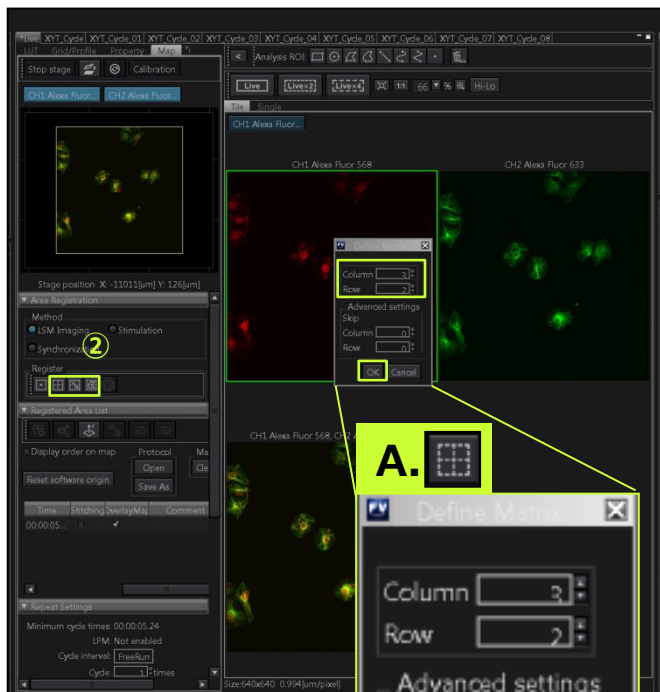 Live XYT_Cycle XYT_Cycle_01 XYT_Cycle_02 XYT_Cycle_03 XYT_Cycle_04 XYT_Cycle_05 XYT_Cycle_06 XYT_Cycle_07 XYT_Cycle_08
LUT Grid/Profile Property Map
Stop stage Calibration
CH1 Alexa Fluor... CH2 Alexa Fluor...
Stage position X: -11011[um] Y: 126[um]
Area Registration
Method
LSM Imaging Stimulation
②
Register
Registered Area List
Display order on map Protocol
Open
Reset software origin
Save As
Time Stitching OverlayMap Comment
00:00:05...
Repeat Settings
Minimum cycle times: 00:00:05.24
LPM: Not enabled
Cycle interval: FreeRun
Cycle: 1 times
< Analysis ROI:
Live Live×2 Live×4 1:1 66 % Hi-Lo
Tile Single
CH1 Alexa Fluor...
CH1 Alexa Fluor 568 CH2 Alexa Fluor 633
Define Matrix
Column 3
Row 2
Advanced settings
Skip
Column 0
Row 0
OK Cancel
CH1 Alexa Fluor 568,
Size:640x640 0.994[um/pixel]
A.
Define Matrix
Column 3
Row 2
Advanced settings